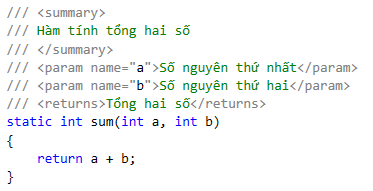 /// <summary>
/// Hàm tính tổng hai số
/// </summary>
/// <param name="a">Số nguyên thứ nhất</param>
/// <param name="b">Số nguyên thứ hai</param>
/// <returns>Tổng hai số</returns>
static int sum(int a, int b)
{
    return a + b;
}